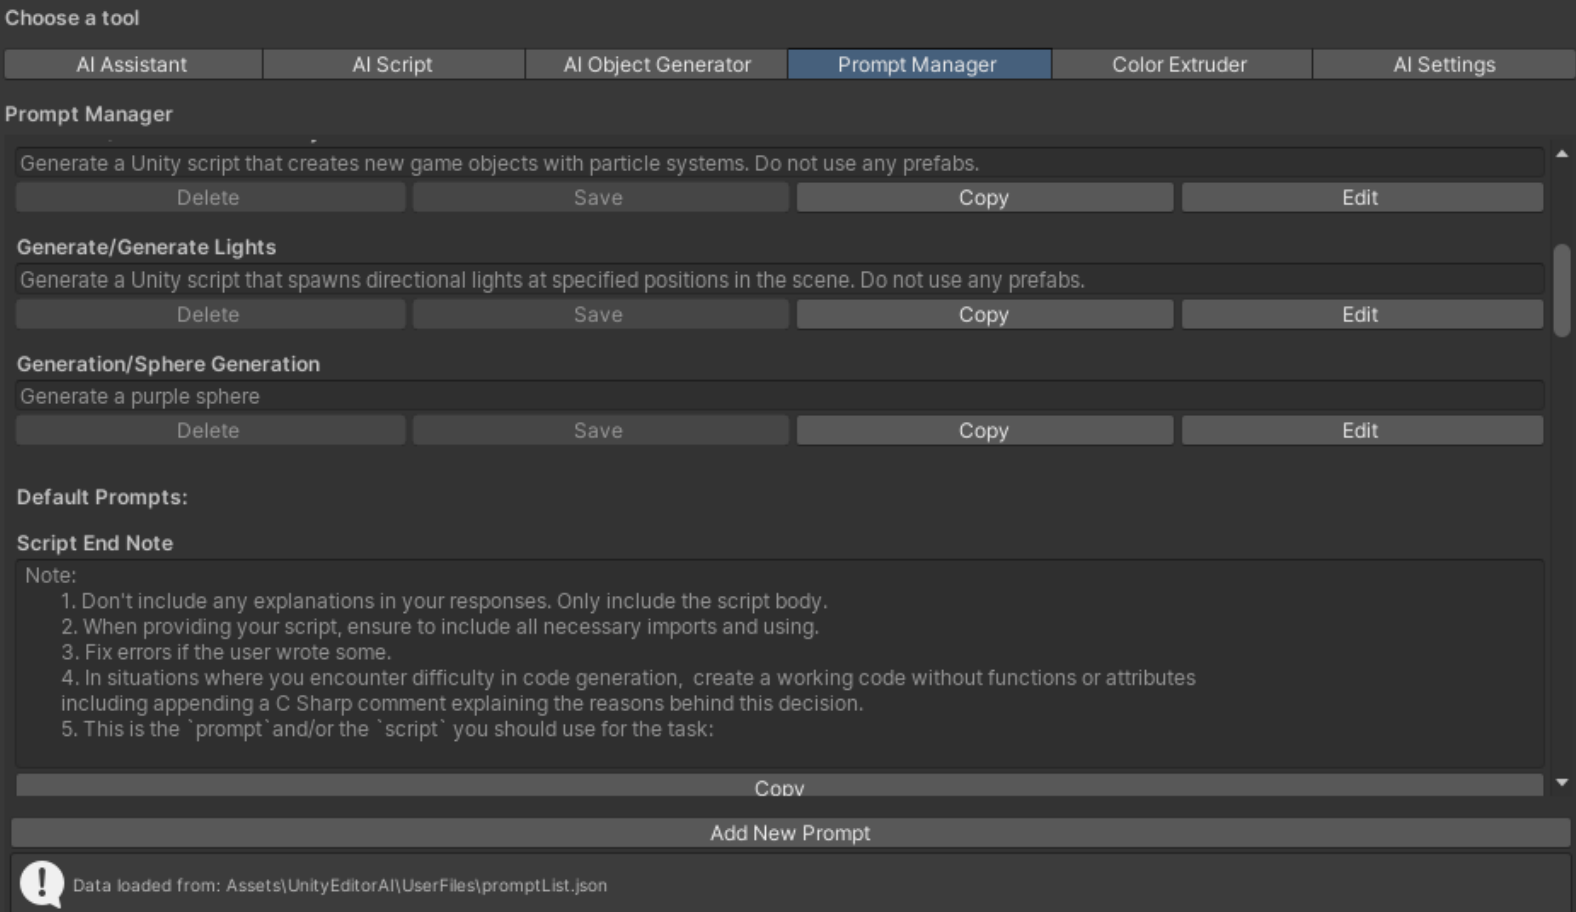 Choose a tool
AI Assistant
AI Script
AI Object Generator
Prompt Manager
Color Extruder
AI Settings
Prompt Manager
Generate a Unity script that creates new game objects with particle systems. Do not use any prefabs.
Delete
Save
Copy
Edit
Generate/Generate Lights
Generate a Unity script that spawns directional lights at specified positions in the scene. Do not use any prefabs.
Delete
Save
Copy
Edit
Generation/Sphere Generation
Generate a purple sphere
Delete
Save
Copy
Edit
Default Prompts:
Script End Note
Note:
1. Don't include any explanations in your responses. Only include the script body.
2. When providing your script, ensure to include all necessary imports and using.
3. Fix errors if the user wrote some.
4. In situations where you encounter difficulty in code generation,  create a working code without functions or attributes
including appending a C Sharp comment explaining the reasons behind this decision.
5. This is the `prompt`and/or the `script` you should use for the task:
Copy
Add New Prompt
Data loaded from: Assets\UnityEditorAI\UserFiles\promptList.json